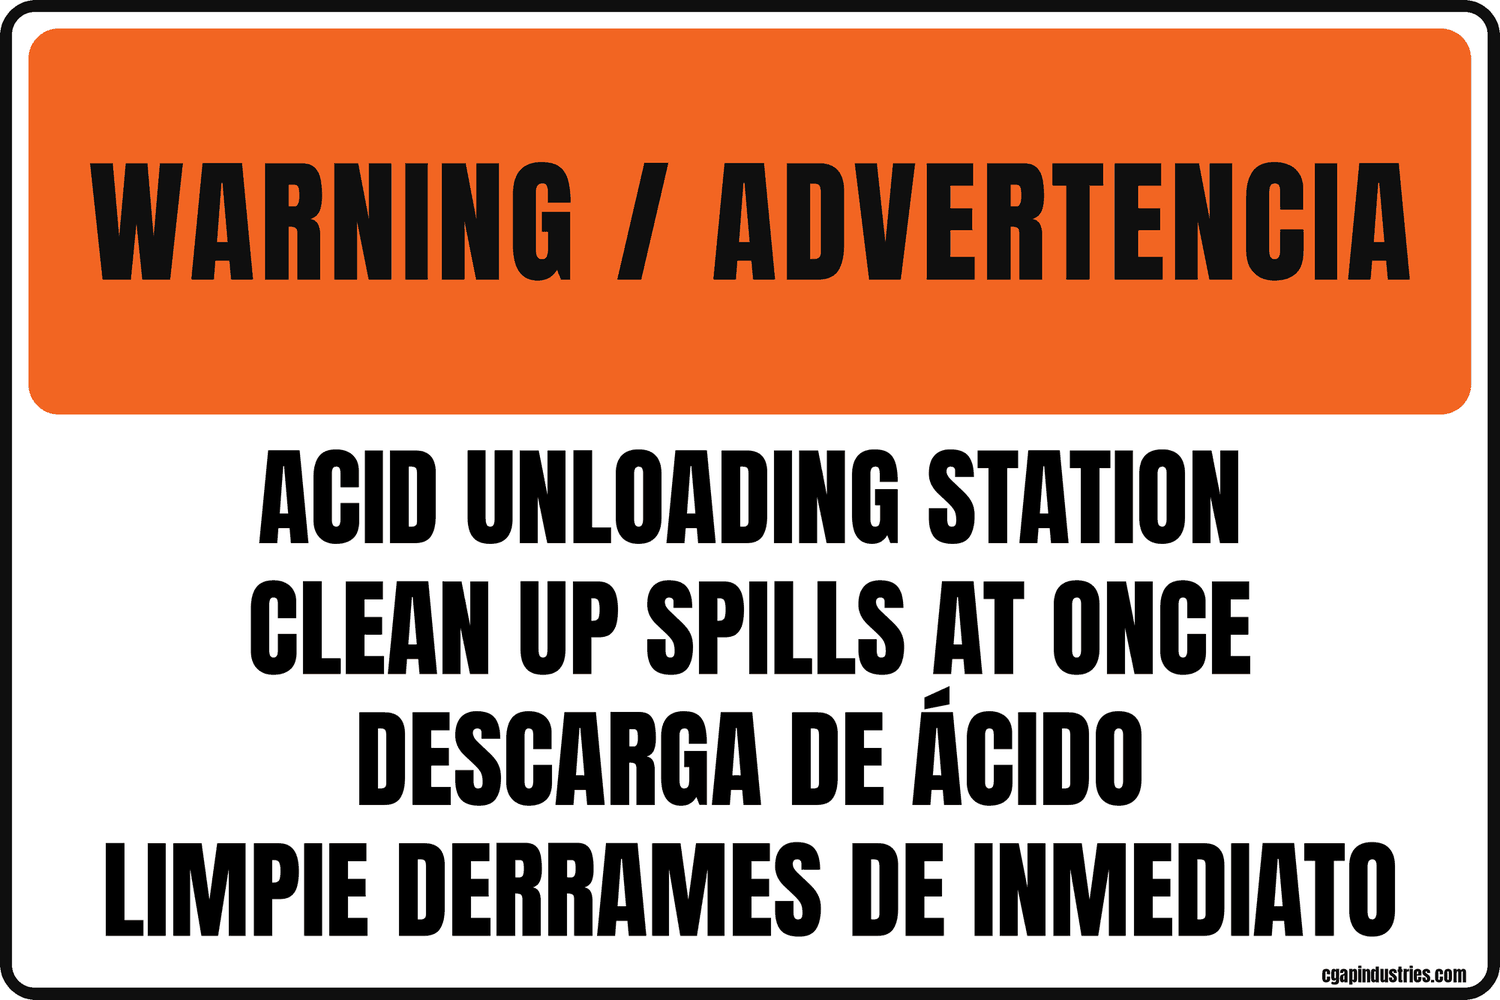 WARNING / ADVERTENCIA
ACID UNLOADING STATION
CLEAN UP SPILLS AT ONCE
DESCARGA DE ÁCIDO
LIMPIE DERRAMES DE INMEDIATO
cgapindustries.com